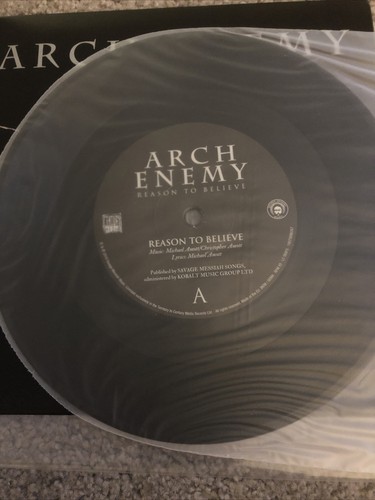 ARCH ENEMY
ARCH
ENEMY
REASON TO BELIEVE
REASON TO BELIEVE
Music: Michael Amott/Christopher Amott
Lyrics: Michael Amott
Published by SAVAGE MESSIAH SONGS,
administered by KOBALT MUSIC GROUP LTD
A